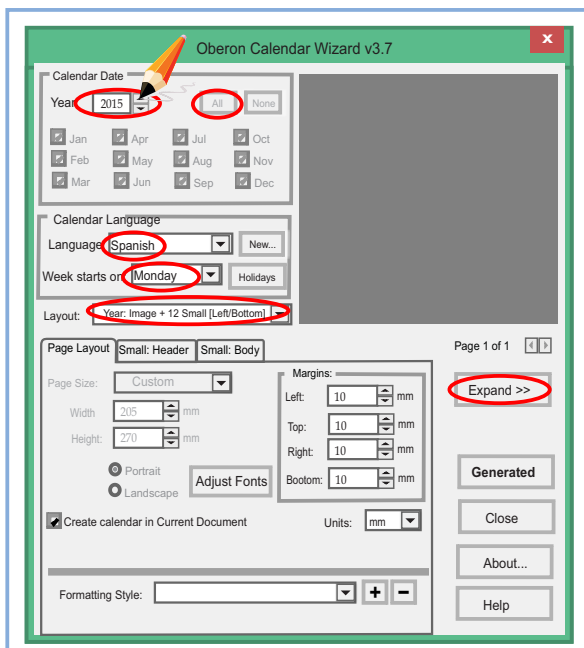 Oberon Calendar Wizard v3.7
x
Calendar Date
Year 2015 All None
Jan Apr Jul Oct
Feb May Aug Nov
Mar Jun Sep Dec
Calendar Language
Language Spanish New...
Week starts on Monday Holidays
Layout: Year: Image + 12 Small [Left/Bottom]
Page Layout Small: Header Small: Body Page 1 of 1
Page Size: Custom
Margins:
Expand >>
Left: 10 mm
Width 205 mm
Top: 10 mm
Height: 270 mm
Right: 10 mm
Portrait
Bootom: 10 mm
Landscape
Adjust Fonts
Generated
Create calendar in Current Document Units: mm
Close
About...
Formatting Style: + −
Help